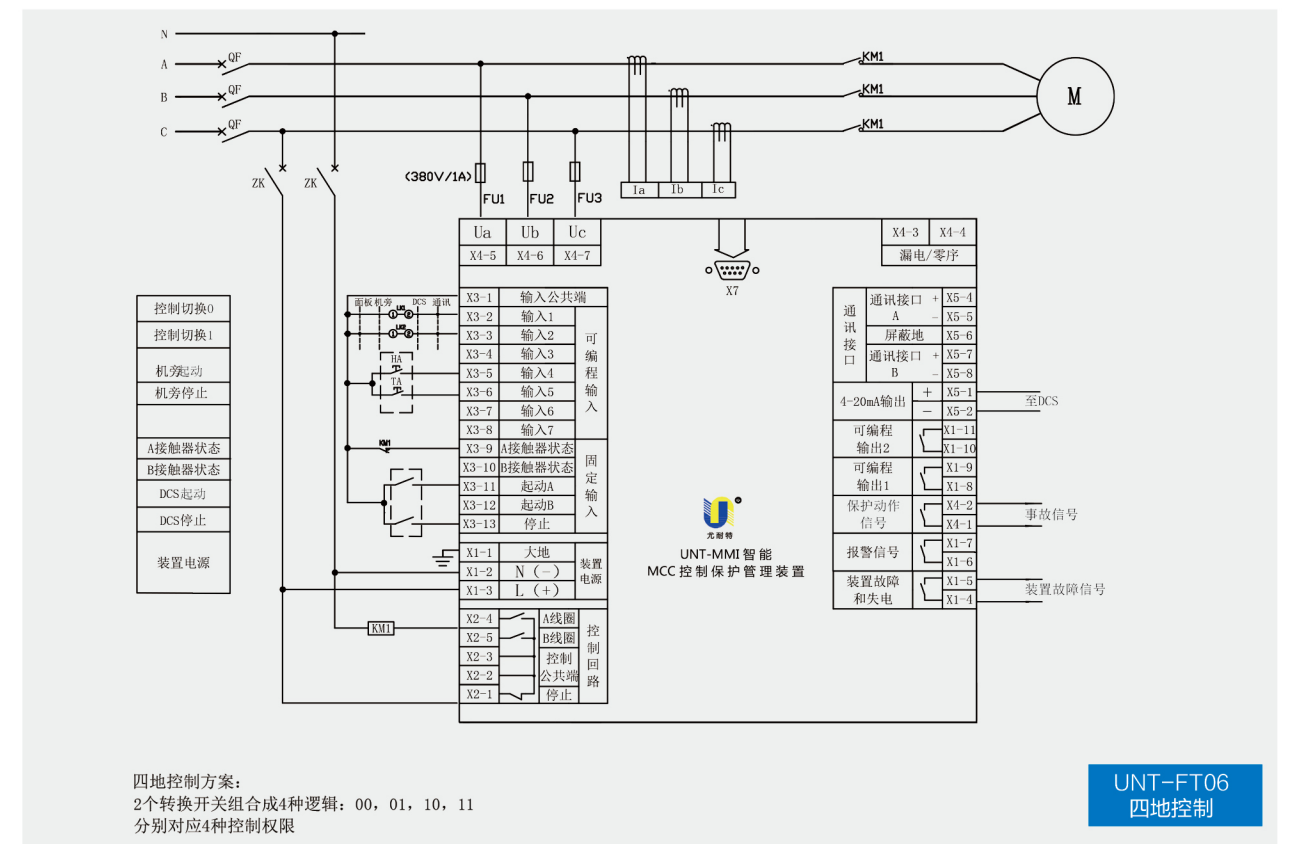 N
A QF KM1
B QF KM1
C QF KM1
M
ZK ZK
(380V/1A)
FU1 FU2 FU3
Ia Ib Ic
Ua Ub Uc
X4-5 X4-6 X4-7
X7
X4-3 X4-4
漏电/零序
控制切换0
控制切换1
机旁起动
机旁停止
A接触器状态
B接触器状态
DCS起动
DCS停止
装置电源
面板 机旁 DCS 通讯
LK1
1 2
LK2
1 2
HA
TA
KM1
KM1
X3-1 输入公共端
X3-2 输入1
X3-3 输入2
X3-4 输入3
X3-5 输入4
X3-6 输入5
X3-7 输入6
X3-8 输入7
可编程输入
X3-9 A接触器状态
X3-10 B接触器状态
X3-11 起动A
X3-12 起动B
X3-13 停止
固定输入
X1-1 大地
X1-2 N (-)
X1-3 L (+)
装置
电源
X2-4 A线圈
X2-5 B线圈
X2-3 控制
X2-2 公共端
X2-1 停止
控制回路
尤耐特
UNT-MMI 智能
MCC 控制保护管理装置
通讯接口
通讯接口 + X5-4
A - X5-5
屏蔽地 X5-6
通讯接口 + X5-7
B - X5-8
4-20mA输出 + X5-1
- X5-2
至DCS
可编程 X1-11
输出2 X1-10
可编程 X1-9
输出1 X1-8
保护动作 X4-2
信号 X4-1
事故信号
报警信号 X1-7
X1-6
装置故障 X1-5
和失电 X1-4
装置故障信号
四地控制方案：
2个转换开关组合成4种逻辑：00，01，10，11
分别对应4种控制权限
UNT-FT06
四地控制